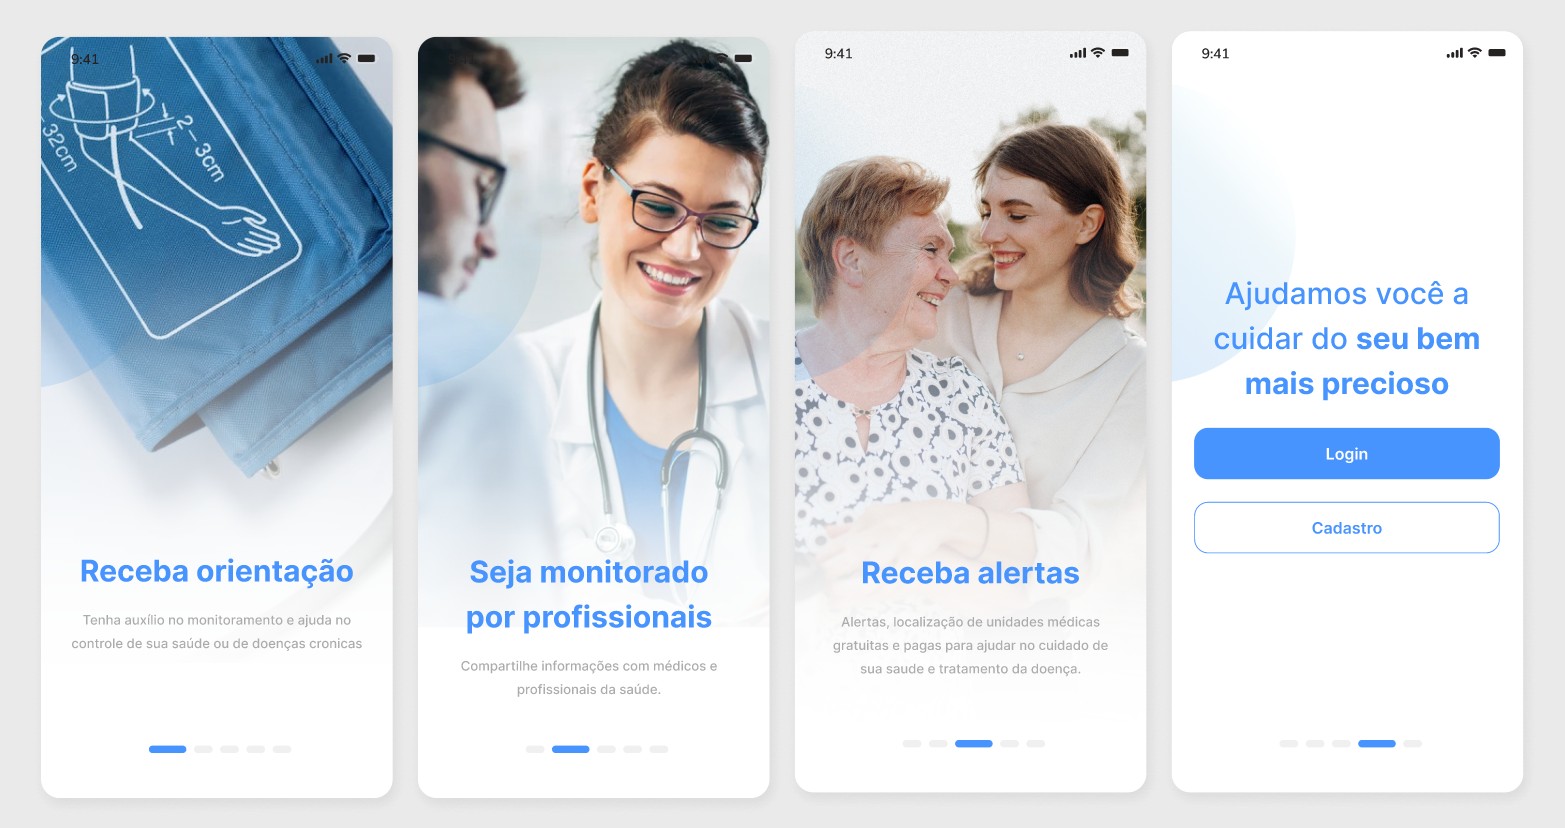 9:41
32cm
2-3cm
Receba orientação
Tenha auxílio no monitoramento e ajuda no
controle de sua saúde ou de doenças cronicas
Seja monitorado
por profissionais
Compartilhe informações com médicos e
profissionais da saúde.
9:41
Receba alertas
Alertas, localização de unidades médicas
gratuitas e pagas para ajudar no cuidado de
sua saude e tratamento da doença.
9:41
Ajudamos você a
cuidar do seu bem
mais precioso
Login
Cadastro